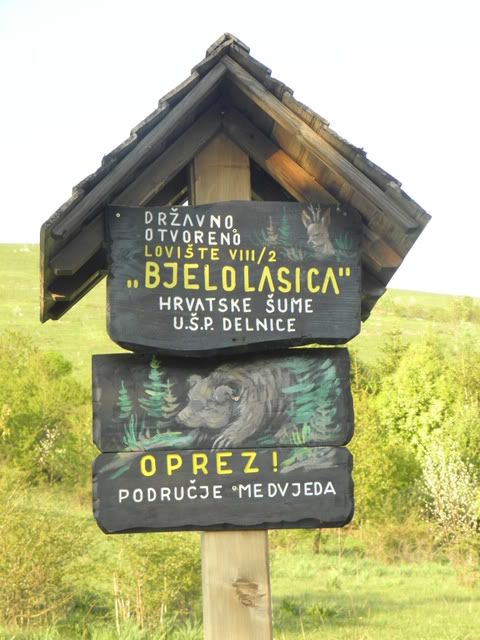 DRŽAVNO
OTVORENO
LOVIŠTE VIII/2
„BJELOLASICA"
HRVATSKE ŠUME
U.Š.P. DELNICE
OPREZ!
PODRUČJE MEDVJEDA